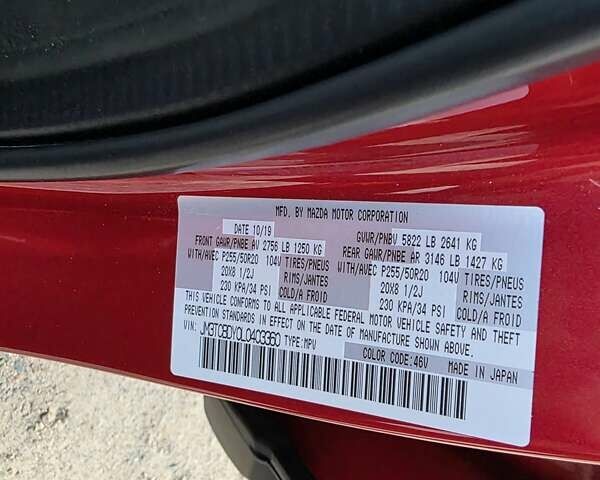 MFD. BY MAZDA MOTOR CORPORATION
DATE 10/19 GVWR/PNBV 5822 LB 2641 KG
FRONT GAWR/PNBE AV 2756 LB 1250 KG REAR GAWR/PNBE AR 3146 LB 1427 KG
WITH/AVEC P255/50R20 104V TIRES/PNEUS WITH/AVEC P255/50R20 104V TIRES/PNEUS
20X8 1/2J RIMS/JANTES 20X8 1/2J RIMS/JANTES
230 KPA/34 PSI COLD/A FROID 230 KPA/34 PSI COLD/A FROID
THIS VEHICLE CONFORMS TO ALL APPLICABLE FEDERAL MOTOR VEHICLE SAFETY AND THEFT
PREVENTION STANDARDS IN EFFECT ON THE DATE OF MANUFACTURE SHOWN ABOVE.
VIN: JM3TCBDY0L0403360 TYPE:MPV
COLOR CODE:46V MADE IN JAPAN